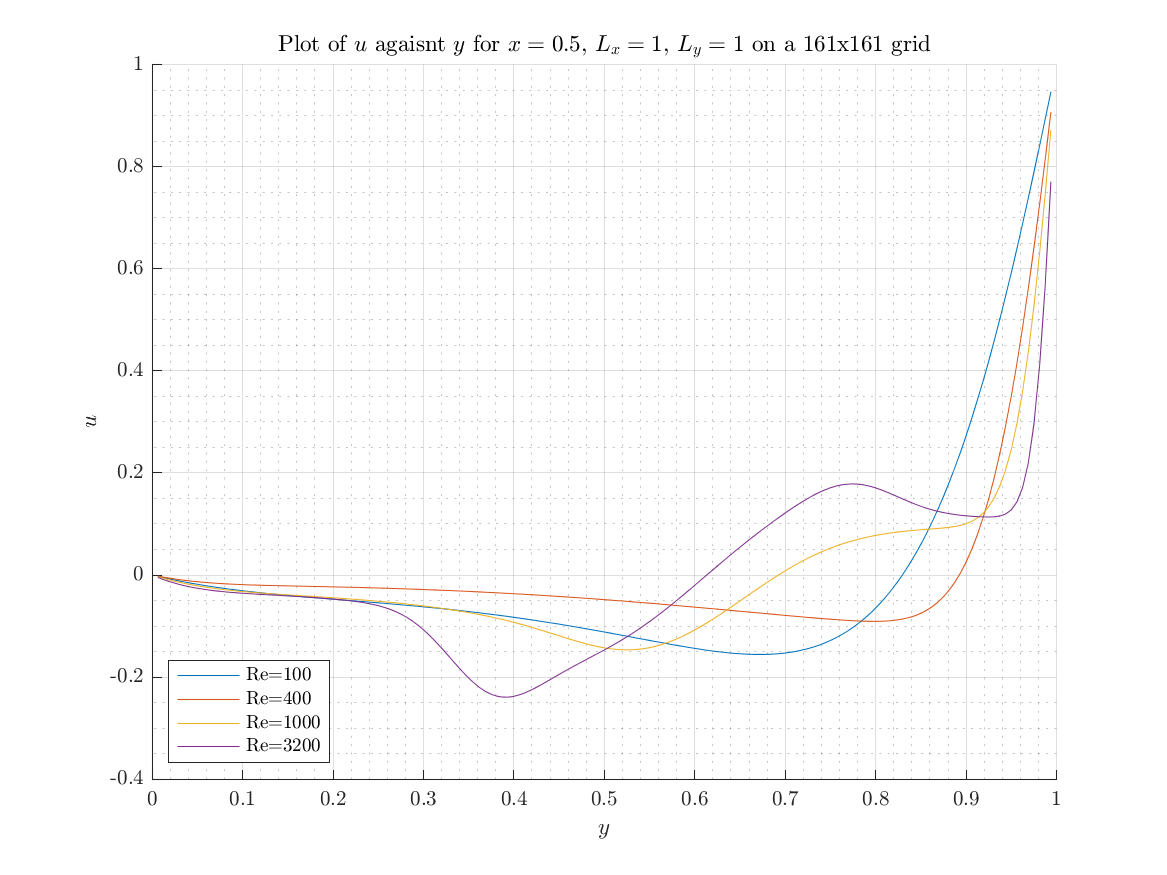 Plot of u agaisnt y for x = 0.5, Lx = 1, Ly = 1 on a 161x161 grid
1
0.8
0.6
0.4
0.2
0
-0.2
-0.4
u
Re=100
Re=400
Re=1000
Re=3200
0 0.1 0.2 0.3 0.4 0.5 0.6 0.7 0.8 0.9 1
y